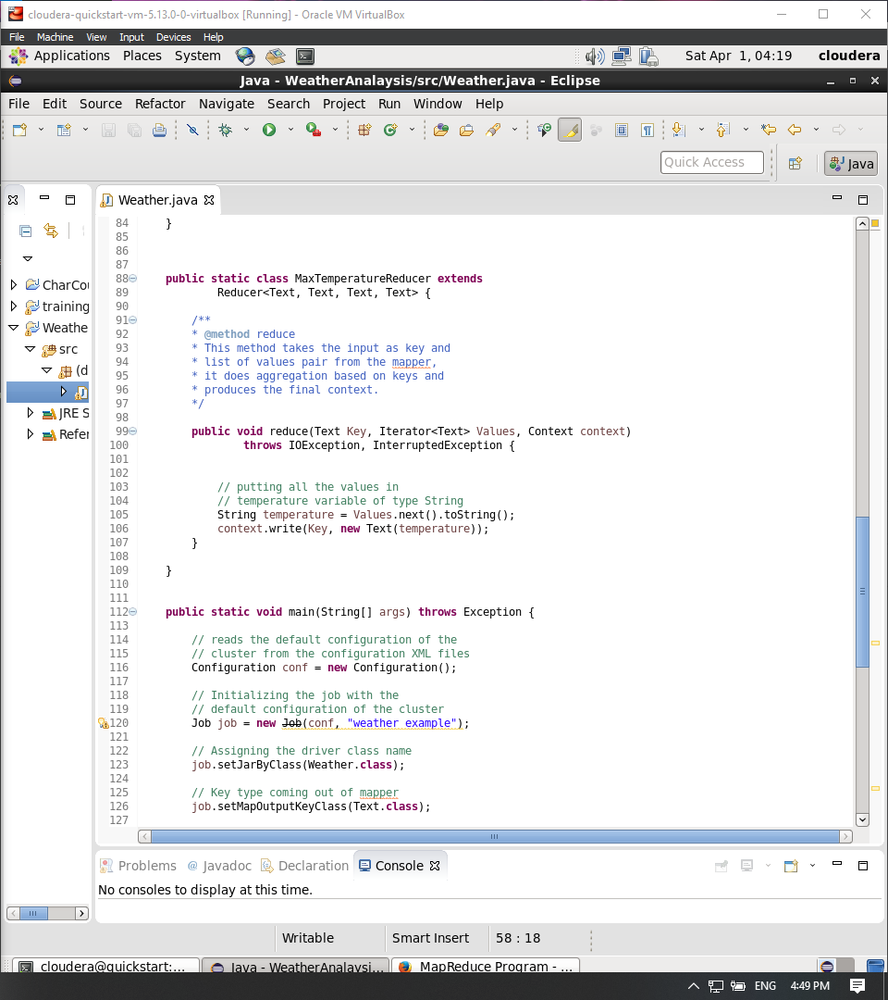 cloudera-quickstart-vm-5.13.0-0-virtualbox [Running] - Oracle VM VirtualBox
File Machine View Input Devices Help
Applications Places System Sat Apr 1, 04:19 cloudera
Java - WeatherAnalaysis/src/Weather.java - Eclipse
File Edit Source Refactor Navigate Search Project Run Window Help
Quick Access Java
Weather.java
CharCou
training
Weathe
src
(d
JRE S
Refer
84 }
85
86
87
88 public static class MaxTemperatureReducer extends
89 Reducer<Text, Text, Text, Text> {
90
91 /**
92 * @method reduce
93 * This method takes the input as key and
94 * list of values pair from the mapper,
95 * it does aggregation based on keys and
96 * produces the final context.
97 */
98
99 public void reduce(Text Key, Iterator<Text> Values, Context context)
100 throws IOException, InterruptedException {
101
102
103 // putting all the values in
104 // temperature variable of type String
105 String temperature = Values.next().toString();
106 context.write(Key, new Text(temperature));
107 }
108
109 }
110
111
112 public static void main(String[] args) throws Exception {
113
114 // reads the default configuration of the
115 // cluster from the configuration XML files
116 Configuration conf = new Configuration();
117
118 // Initializing the job with the
119 // default configuration of the cluster
120 Job job = new Job(conf, "weather example");
121
122 // Assigning the driver class name
123 job.setJarByClass(Weather.class);
124
125 // Key type coming out of mapper
126 job.setMapOutputKeyClass(Text.class);
127
Problems @ Javadoc Declaration Console
No consoles to display at this time.
Writable Smart Insert 58 : 18
cloudera@quickstart:... Java - WeatherAnalaysi... MapReduce Program - ...
ENG 4:49 PM